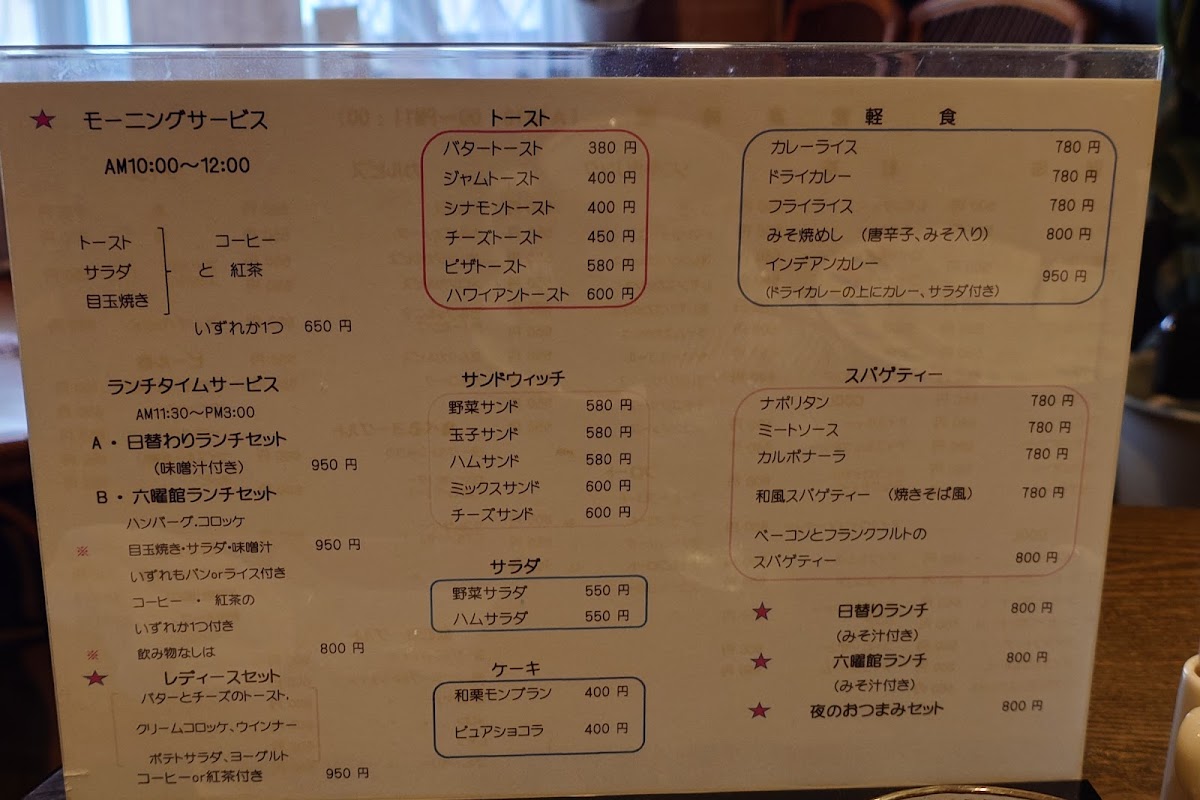 ★ モーニングサービス
AM10:00～12:00
トースト コーヒー
サラダ と 紅茶
目玉焼き
いずれか1つ 650 円
ランチタイムサービス
AM11:30～PM3:00
A・日替わりランチセット
(味噌汁付き) 950 円
B・六曜館ランチセット
ハンバーグ.コロッケ
※ 目玉焼き・サラダ・味噌汁 950 円
いずれもパンorライス付き
コーヒー ・ 紅茶の
いずれか1つ付き
※ 飲み物なしは 800 円
★ レディースセット
バターとチーズのトースト.
クリームコロッケ、ウインナー
ポテトサラダ、ヨーグルト
コーヒーor紅茶付き 950 円
トースト
バタートースト 380 円
ジャムトースト 400 円
シナモントースト 400 円
チーズトースト 450 円
ピザトースト 580 円
ハワイアントースト 600 円
サンドウィッチ
野菜サンド 580 円
玉子サンド 580 円
ハムサンド 580 円
ミックスサンド 600 円
チーズサンド 600 円
サラダ
野菜サラダ 550 円
ハムサラダ 550 円
ケーキ
和栗モンブラン 400 円
ピュアショコラ 400 円
軽 食
カレーライス 780 円
ドライカレー 780 円
フライライス 780 円
みそ焼めし (唐辛子、みそ入り) 800 円
インデアンカレー 950 円
(ドライカレーの上にカレー、サラダ付き)
スパゲティー
ナポリタン 780 円
ミートソース 780 円
カルボナーラ 780 円
和風スパゲティー (焼きそば風) 780 円
ベーコンとフランクフルトの
スパゲティー 800 円
★ 日替りランチ 800 円
(みそ汁付き)
★ 六曜館ランチ 800 円
(みそ汁付き)
★ 夜のおつまみセット 800 円